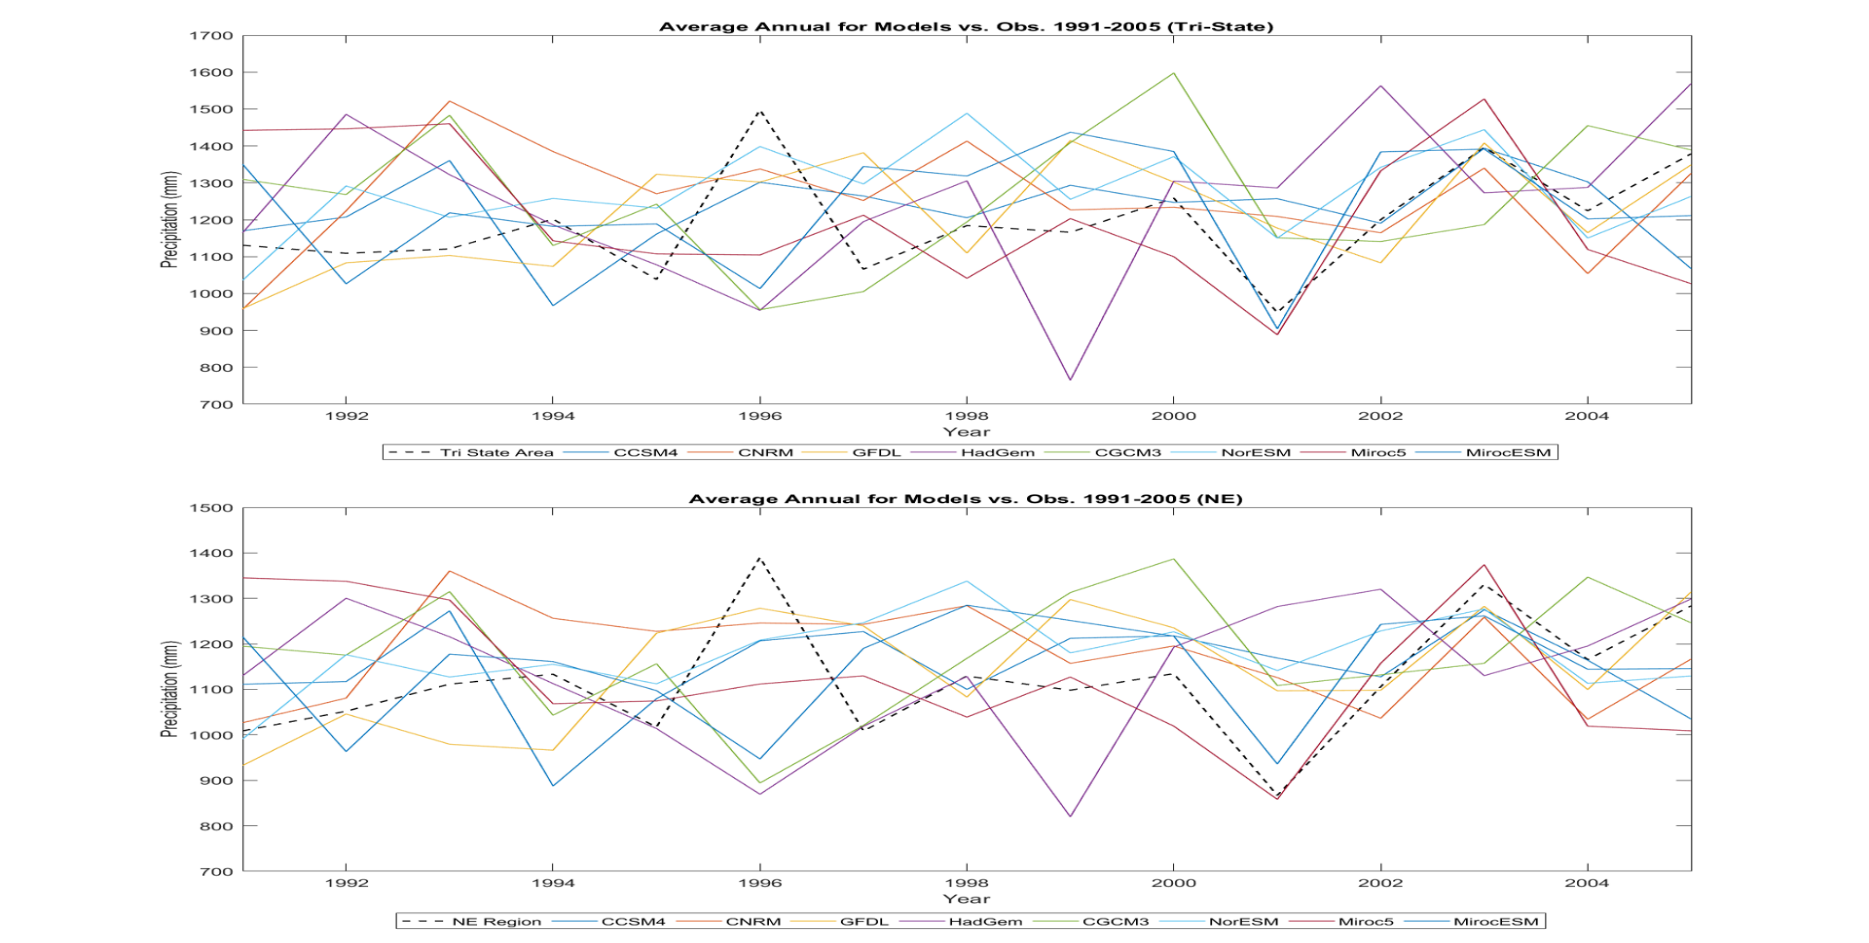 Average Annual for Models vs. Obs. 1991-2005 (Tri-State)
1700
1600
1500
1400
1300
1200
1100
1000
900
800
700
Precipitation (mm)
1992 1994 1996 1998 2000 2002 2004
Year
Tri State Area CCSM4 CNRM GFDL HadGem CGCM3 NorESM Miroc5 MirocESM
Average Annual for Models vs. Obs. 1991-2005 (NE)
1500
1400
1300
1200
1100
1000
900
800
700
Precipitation (mm)
1992 1994 1996 1998 2000 2002 2004
Year
NE Region CCSM4 CNRM GFDL HadGem CGCM3 NorESM Miroc5 MirocESM